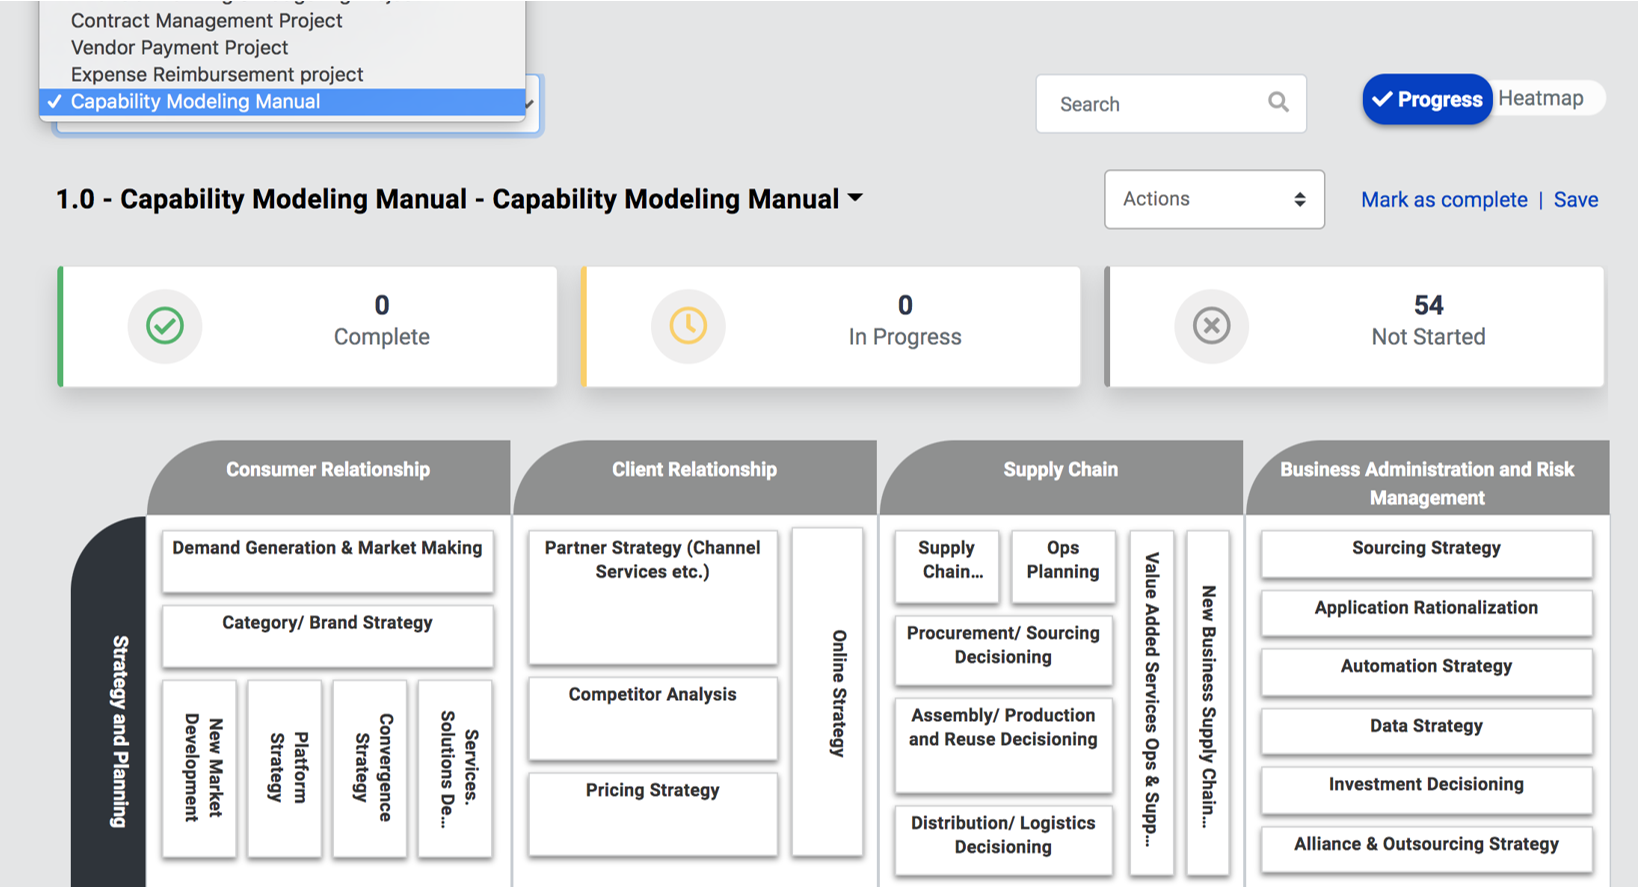 Contract Management Project
Vendor Payment Project
Expense Reimbursement project
✓ Capability Modeling Manual
Search
Progress
Heatmap
1.0 - Capability Modeling Manual - Capability Modeling Manual
Actions
Mark as complete | Save
0
Complete
0
In Progress
54
Not Started
Consumer Relationship
Client Relationship
Supply Chain
Business Administration and Risk
Management
Strategy and Planning
Demand Generation & Market Making
Category/ Brand Strategy
New Market
Development
Platform
Strategy
Convergence
Strategy
Services.
Solutions De...
Partner Strategy (Channel
Services etc.)
Competitor Analysis
Pricing Strategy
Online Strategy
Supply
Chain...
Ops
Planning
Procurement/ Sourcing
Decisioning
Assembly/ Production
and Reuse Decisioning
Distribution/ Logistics
Decisioning
Value Added Services Ops & Supp...
New Business Supply Chain...
Sourcing Strategy
Application Rationalization
Automation Strategy
Data Strategy
Investment Decisioning
Alliance & Outsourcing Strategy